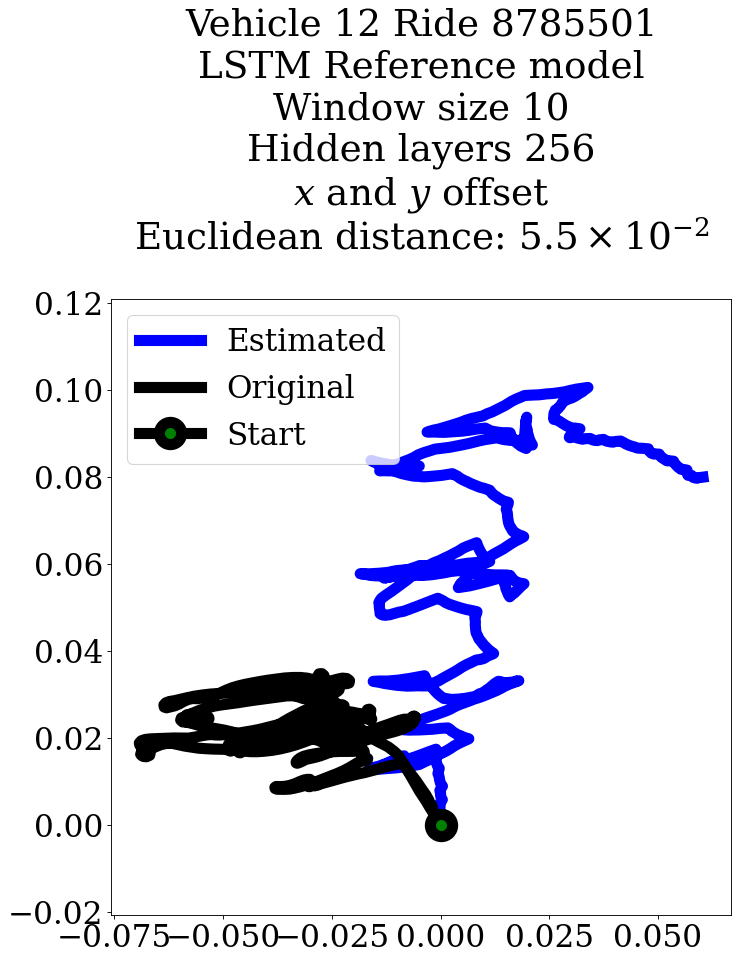 Vehicle 12 Ride 8785501
LSTM Reference model
Window size 10
Hidden layers 256
x and y offset
Euclidean distance: 5.5 × 10⁻²
0.12
0.10
0.08
0.06
0.04
0.02
0.00
−0.02
Estimated
Original
Start
−0.075 −0.050 −0.025 0.000 0.025 0.050